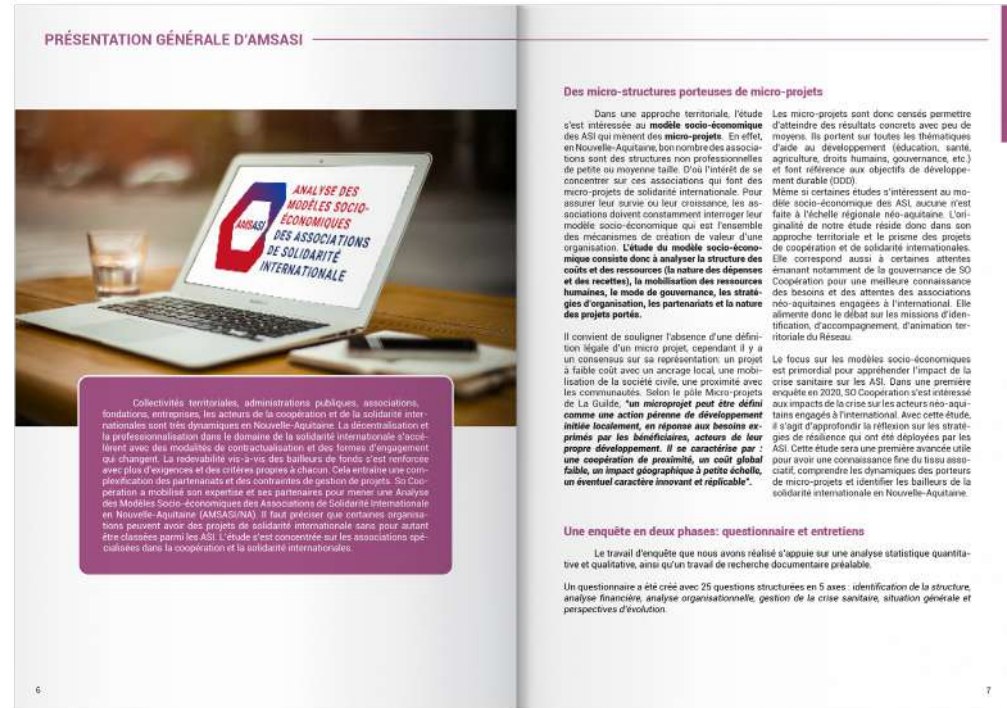 PRÉSENTATION GÉNÉRALE D'AMSASI
AMSASI
ANALYSE DES
MODÈLES SOCIO-
ÉCONOMIQUES
DES ASSOCIATIONS
DE SOLIDARITÉ
INTERNATIONALE
Collectivités territoriales, administrations publiques, associations,
fondations, entreprises, les acteurs de la coopération et de la solidarité inter-
nationales sont très dynamiques en Nouvelle-Aquitaine. La décentralisation et
la professionnalisation dans le domaine de la solidarité internationale s'accé-
lèrent avec des modalités de contractualisation et des formes d'engagement
qui changent. La redevabilité vis-à-vis des bailleurs de fonds s'est renforcée
avec plus d'exigences et des critères propres à chacun. Cela entraîne une com-
plexification des partenariats et des contraintes de gestion de projets. So Coo-
pération a mobilisé son expertise et ses partenaires pour mener une Analyse
des Modèles Socio-économiques des Associations de Solidarité Internationale
en Nouvelle-Aquitaine (AMSASI/NA). Il faut préciser que certaines organisa-
tions peuvent avoir des projets de solidarité internationale sans pour autant
être classées parmi les ASI. L'étude s'est concentrée sur les associations spé-
cialisées dans la coopération et la solidarité internationales.
6
Des micro-structures porteuses de micro-projets
Dans une approche territoriale, l'étude
s'est intéressée au modèle socio-économique
des ASI qui mènent des micro-projets. En effet,
en Nouvelle-Aquitaine, bon nombre des associa-
tions sont des structures non professionnelles
de petite ou moyenne taille. D'où l'intérêt de se
concentrer sur ces associations qui font des
micro-projets de solidarité internationale. Pour
assurer leur survie ou leur croissance, les as-
sociations doivent constamment interroger leur
modèle socio-économique qui est l'ensemble
des mécanismes de création de valeur d'une
organisation. L'étude du modèle socio-écono-
mique consiste donc à analyser la structure des
coûts et des ressources (la nature des dépenses
et des recettes), la mobilisation des ressources
humaines, le mode de gouvernance, les straté-
gies d'organisation, les partenariats et la nature
des projets portés.
Il convient de souligner l'absence d'une défini-
tion légale d'un micro projet, cependant il y a
un consensus sur sa représentation: un projet
à faible coût avec un ancrage local, une mobi-
lisation de la société civile, une proximité avec
les communautés. Selon le pôle Micro-projets
de La Guilde, "un microprojet peut être défini
comme une action pérenne de développement
initiée localement, en réponse aux besoins ex-
primés par les bénéficiaires, acteurs de leur
propre développement. Il se caractérise par :
une coopération de proximité, un coût global
faible, un impact géographique à petite échelle,
un éventuel caractère innovant et réplicable".
Les micro-projets sont donc censés permettre
d'atteindre des résultats concrets avec peu de
moyens. Ils portent sur toutes les thématiques
d'aide au développement (éducation, santé,
agriculture, droits humains, gouvernance, etc.)
et font référence aux objectifs de développe-
ment durable (ODD).
Même si certaines études s'intéressent au mo-
dèle socio-économique des ASI, aucune n'est
faite à l'échelle régionale néo-aquitaine. L'ori-
ginalité de notre étude réside donc dans son
approche territoriale et le prisme des projets
de coopération et de solidarité internationales.
Elle correspond aussi à certaines attentes
émanant notamment de la gouvernance de SO
Coopération pour une meilleure connaissance
des besoins et des attentes des associations
néo-aquitaines engagées à l'international. Elle
alimente donc le débat sur les missions d'iden-
tification, d'accompagnement, d'animation ter-
ritoriale du Réseau.
Le focus sur les modèles socio-économiques
est primordial pour appréhender l'impact de la
crise sanitaire sur les ASI. Dans une première
enquête en 2020, SO Coopération s'est intéressé
aux impacts de la crise sur les acteurs néo-aqui-
tains engagés à l'international. Avec cette étude,
il s'agit d'approfondir la réflexion sur les straté-
gies de résilience qui ont été déployées par les
ASI. Cette étude sera une première avancée utile
pour avoir une connaissance fine du tissu asso-
ciatif, comprendre les dynamiques des porteurs
de micro-projets et identifier les bailleurs de la
solidarité internationale en Nouvelle-Aquitaine.
Une enquête en deux phases: questionnaire et entretiens
Le travail d'enquête que nous avons réalisé s'appuie sur une analyse statistique quantita-
tive et qualitative, ainsi qu'un travail de recherche documentaire préalable.
Un questionnaire a été créé avec 25 questions structurées en 5 axes : identification de la structure,
analyse financière, analyse organisationnelle, gestion de la crise sanitaire, situation générale et
perspectives d'évolution.
7